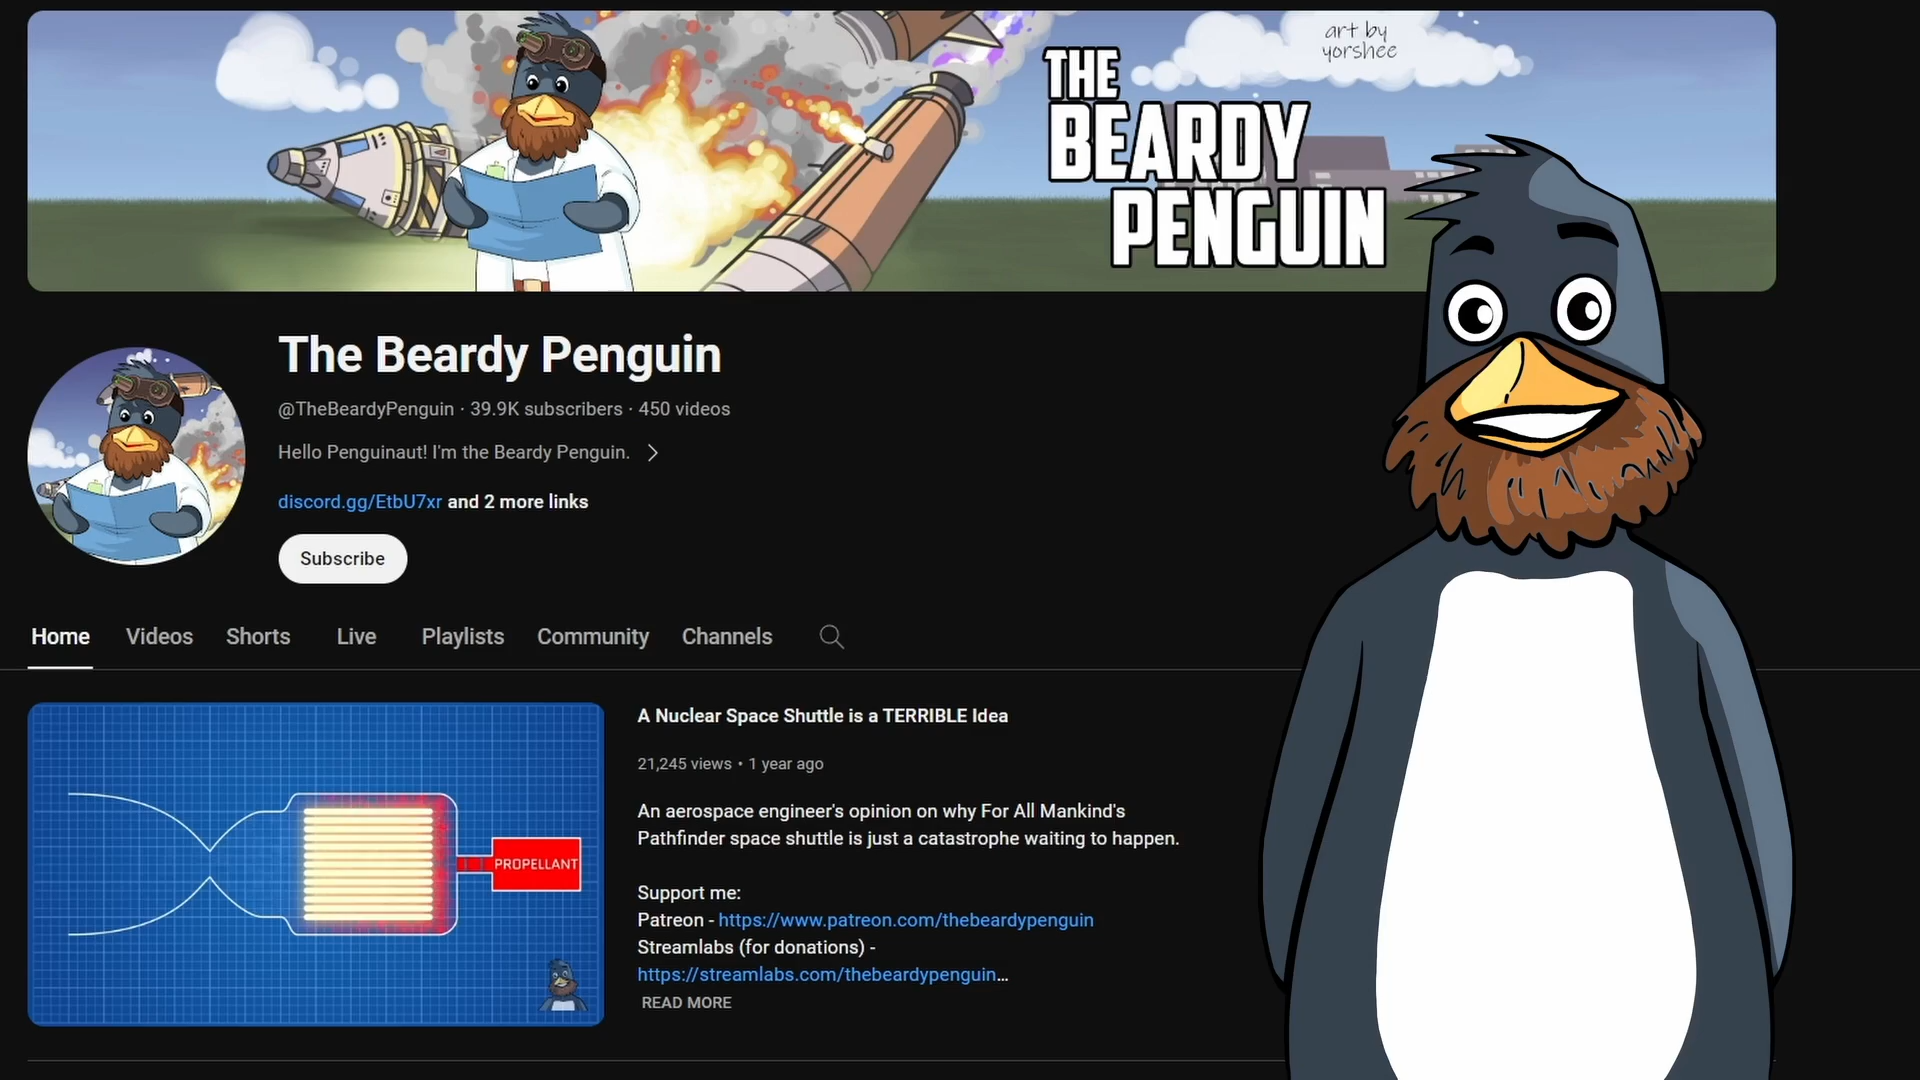 art by
yorshee
THE
BEARDY
PENGUIN
The Beardy Penguin
@TheBeardyPenguin · 39.9K subscribers · 450 videos
Hello Penguinaut! I'm the Beardy Penguin.
discord.gg/EtbU7xr and 2 more links
Subscribe
Home Videos Shorts Live Playlists Community Channels
A Nuclear Space Shuttle is a TERRIBLE Idea
21,245 views • 1 year ago
An aerospace engineer's opinion on why For All Mankind's
Pathfinder space shuttle is just a catastrophe waiting to happen.
PROPELLANT
Support me:
Patreon - https://www.patreon.com/thebeardypenguin
Streamlabs (for donations) -
https://streamlabs.com/thebeardypenguin...
READ MORE